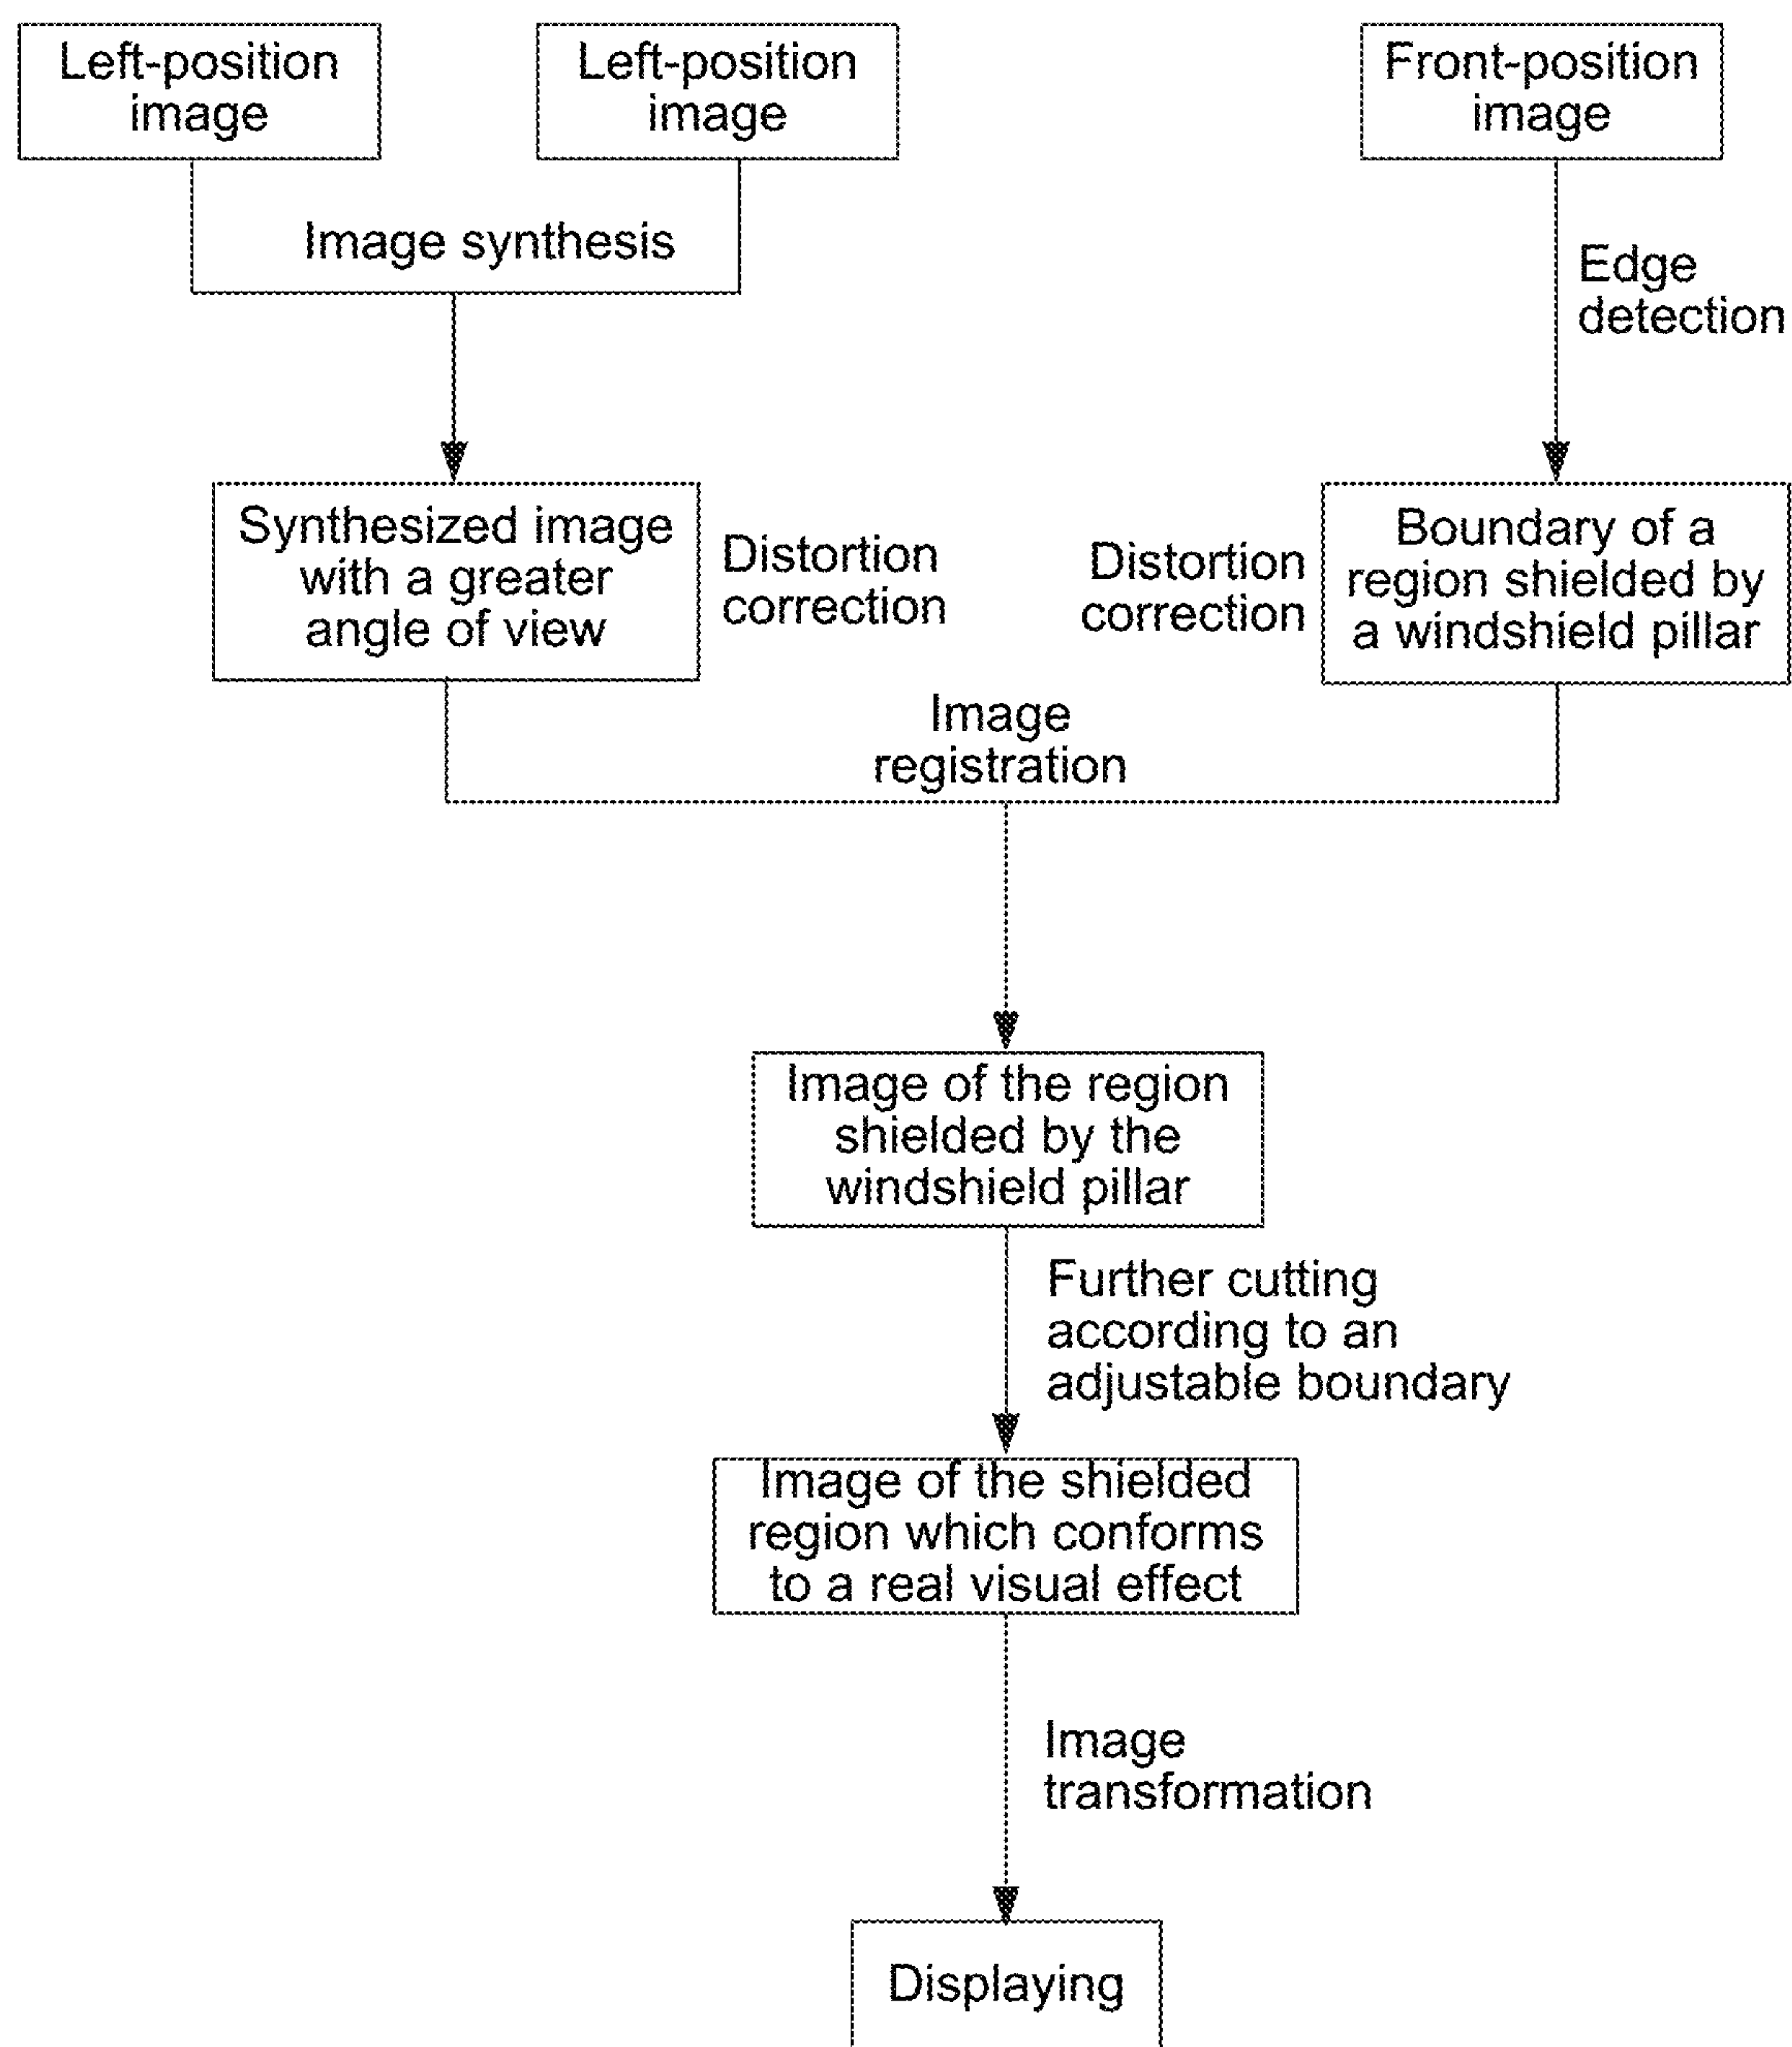 Left-position
image
Left-position
image
Front-position
image
Image synthesis
Edge
detection
Synthesized image
with a greater
angle of view
Distortion
correction
Distortion
correction
Boundary of a
region shielded by
a windshield pillar
Image
registration
Image of the region
shielded by the
windshield pillar
Further cutting
according to an
adjustable boundary
Image of the shielded
region which conforms
to a real visual effect
Image
transformation
Displaying